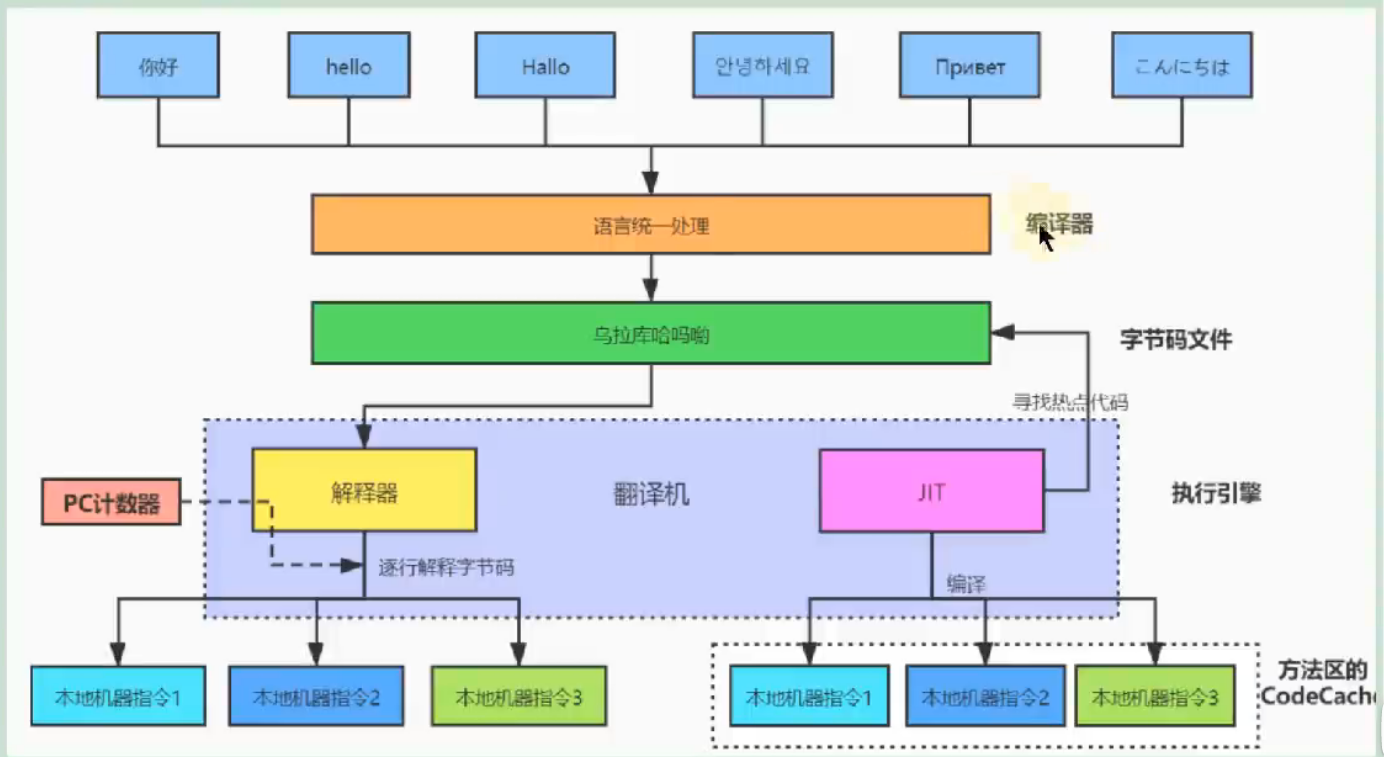 你好
hello
Hallo
안녕하세요
Привет
こんにちは
语言统一处理
编译器
乌拉库哈吗呦
字节码文件
寻找热点代码
PC计数器
解释器
翻译机
JIT
执行引擎
逐行解释字节码
编译
本地机器指令1
本地机器指令2
本地机器指令3
本地机器指令1
本地机器指令2
本地机器指令3
方法区的
CodeCache